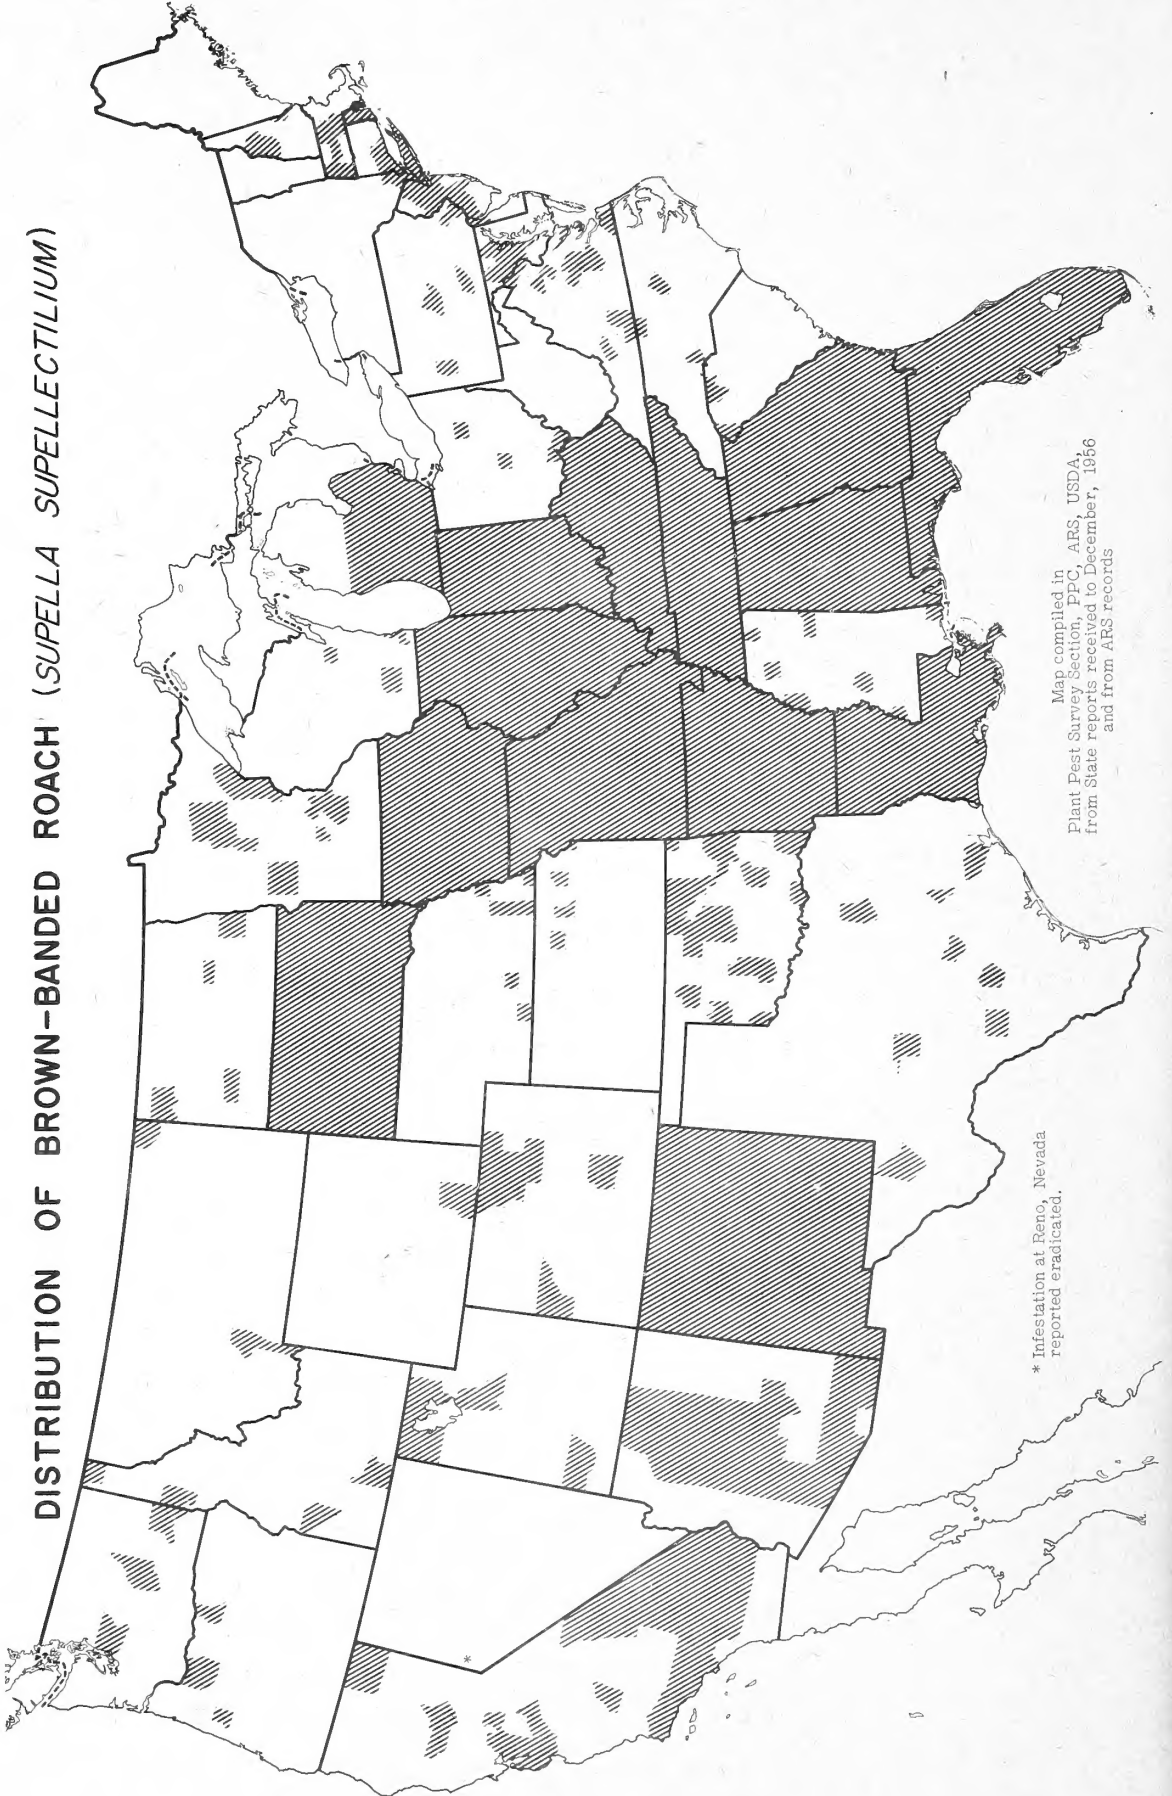 DISTRIBUTION OF BROWN-BANDED ROACH (SUPELLA SUPELLECTILIUM)
*
* Infestation at Reno, Nevada
reported eradicated.
Map compiled in
Plant Pest Survey Section, PPC, ARS, USDA,
from State reports received to December, 1956
and from ARS records